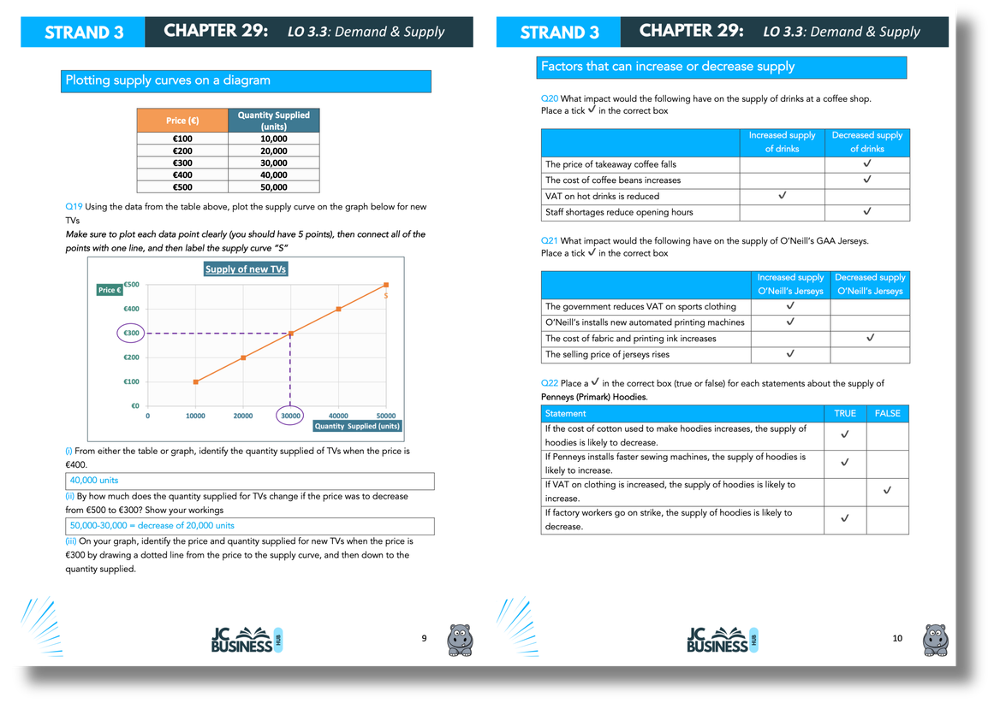 STRAND 3
CHAPTER 29:
LO 3.3: Demand & Supply
Plotting supply curves on a diagram
Price (€)
Quantity Supplied
(units)
€100
10,000
€200
20,000
€300
30,000
€400
40,000
€500
50,000
Q19 Using the data from the table above, plot the supply curve on the graph below for new
TVs
Make sure to plot each data point clearly (you should have 5 points), then connect all of the
points with one line, and then label the supply curve "S"
Supply of new TVs
Price €
€500
S
€400
€300
€200
€100
€0
0
10000
20000
30000
40000
50000
Quantity Supplied (units)
(i) From either the table or graph, identify the quantity supplied of TVs when the price is
€400.
40,000 units
(ii) By how much does the quantity supplied for TVs change if the price was to decrease
from €500 to €300? Show your workings
50,000-30,000 = decrease of 20,000 units
(iii) On your graph, identify the price and quantity supplied for new TVs when the price is
€300 by drawing a dotted line from the price to the supply curve, and then down to the
quantity supplied.
JC
BUSINESS
HUB
9
STRAND 3
CHAPTER 29:
LO 3.3: Demand & Supply
Factors that can increase or decrease supply
Q20 What impact would the following have on the supply of drinks at a coffee shop.
Place a tick ✓ in the correct box
Increased supply
of drinks
Decreased supply
of drinks
The price of takeaway coffee falls
✓
The cost of coffee beans increases
✓
VAT on hot drinks is reduced
✓
Staff shortages reduce opening hours
✓
Q21 What impact would the following have on the supply of O'Neill's GAA Jerseys.
Place a tick ✓ in the correct box
Increased supply
O'Neill's Jerseys
Decreased supply
O'Neill's Jerseys
The government reduces VAT on sports clothing
✓
O'Neill's installs new automated printing machines
✓
The cost of fabric and printing ink increases
✓
The selling price of jerseys rises
✓
Q22 Place a ✓ in the correct box (true or false) for each statements about the supply of
Penneys (Primark) Hoodies.
Statement
TRUE
FALSE
If the cost of cotton used to make hoodies increases, the supply of
hoodies is likely to decrease.
✓
If Penneys installs faster sewing machines, the supply of hoodies is
likely to increase.
✓
If VAT on clothing is increased, the supply of hoodies is likely to
increase.
✓
If factory workers go on strike, the supply of hoodies is likely to
decrease.
✓
JC
BUSINESS
HUB
10